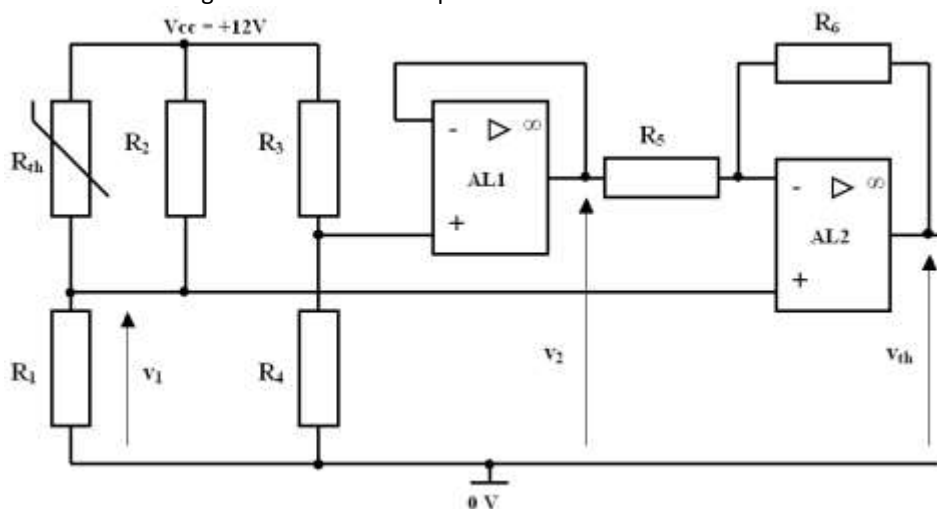 Vcc = +12V
R6
- ▷ ∞
R5
Rth
R2
R3
AL1
- ▷ ∞
+
AL2
+
R1
v1
R4
v2
vth
0 V